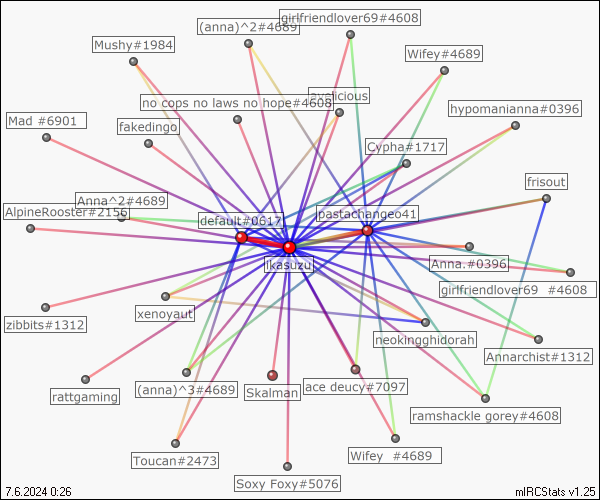 girlfriendlover69#4608
(anna)^2#4689
Mushy#1984
Wifey#4689
no cops no laws no hope#4608
hypomanianna#0396
Mad #6901
fakedingo
Cypha#1717
frisout
Anna^2#4689
AlpineRooster#2156
default#0617
pastachangeo41
ikasuzu
Anna.#0396
girlfriendlover69 #4608
zibbits#1312
xenoyaut
neokingghidorah
Annarchist#1312
rattgaming
(anna)^3#4689
Skalman
ace deucy#7097
ramshackle gorey#4608
Toucan#2473
Wifey #4689
Soxy Foxy#5076
7.6.2024 0:26
mIRCStats v1.25